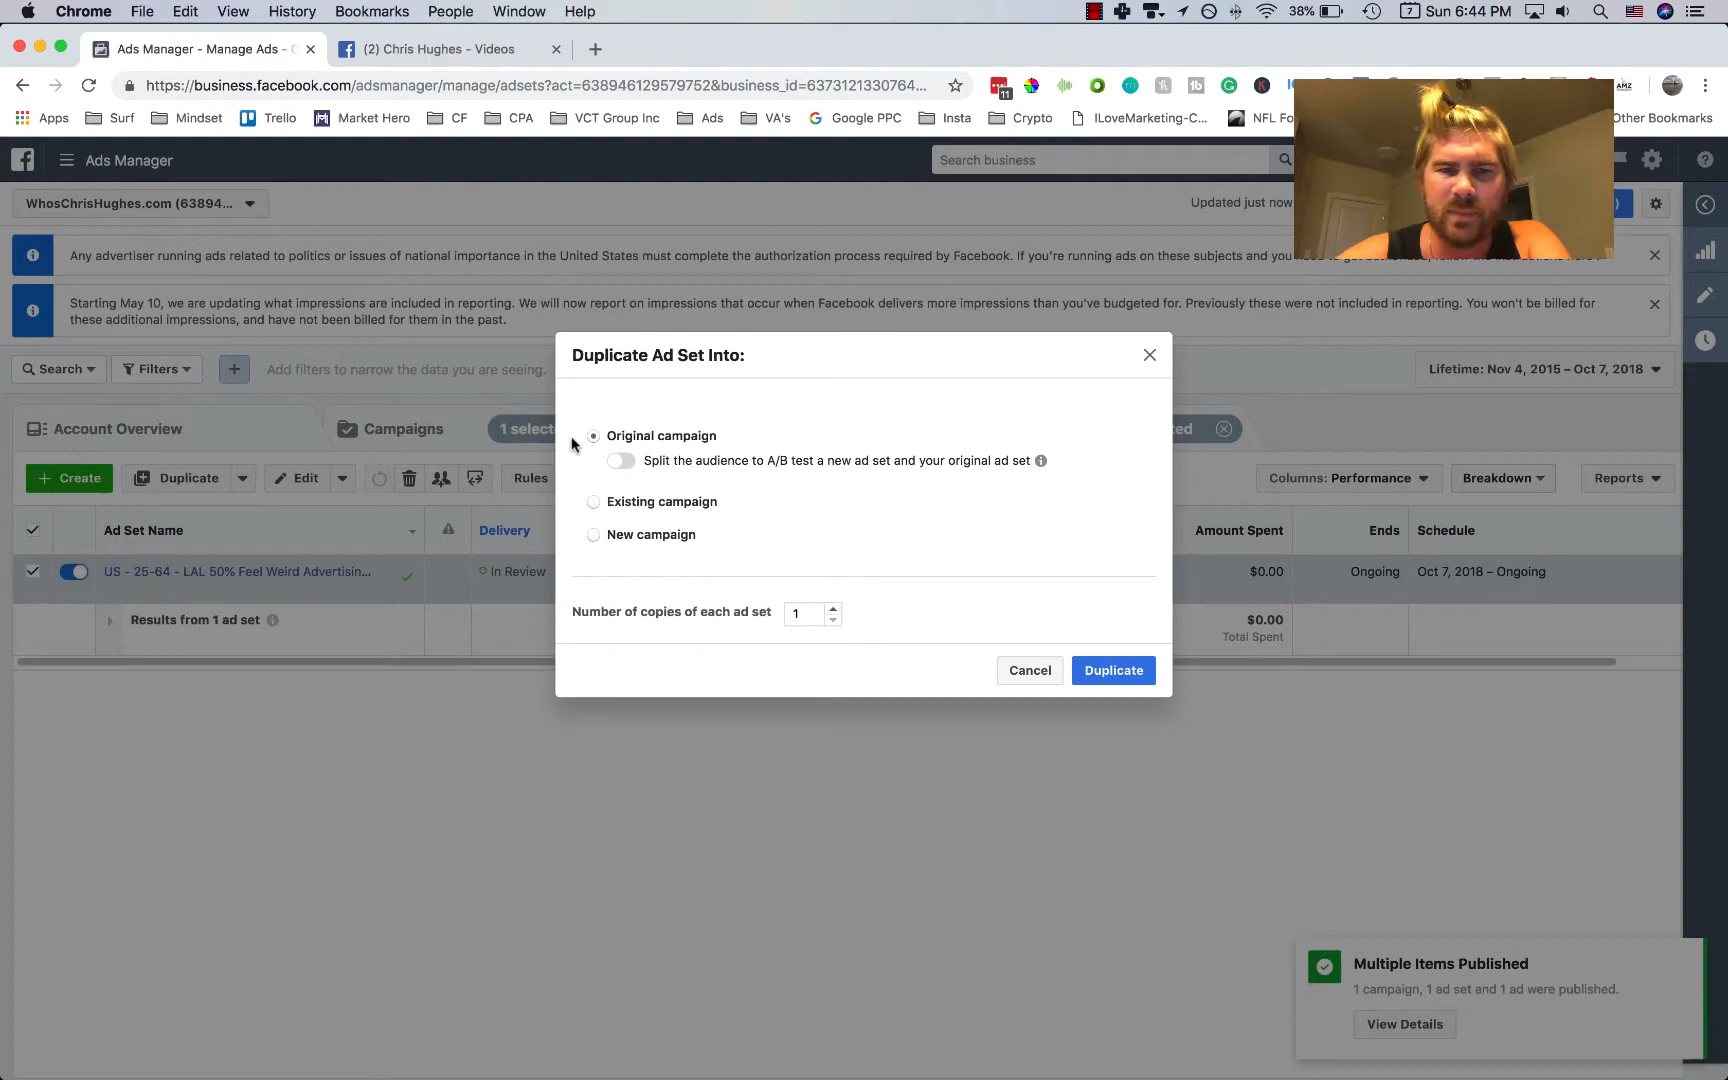 Chrome File Edit View History Bookmarks People Window Help 38% 7 Sun 6:44 PM
Ads Manager - Manage Ads - (2) Chris Hughes - Videos
https://business.facebook.com/adsmanager/manage/adsets?act=638946129579752&business_id=6373121330764... 11 AMZ
Apps Surf Mindset Trello Market Hero CF CPA VCT Group Inc Ads VA's Google PPC Insta Crypto ILoveMarketing-C... NFL Fo Other Bookmarks
Ads Manager Search business
WhosChrisHughes.com (63894... Updated just now
Any advertiser running ads related to politics or issues of national importance in the United States must complete the authorization process required by Facebook. If you're running ads on these subjects and you
Starting May 10, we are updating what impressions are included in reporting. We will now report on impressions that occur when Facebook delivers more impressions than you've budgeted for. Previously these were not included in reporting. You won't be billed for
these additional impressions, and have not been billed for them in the past.
Search Filters + Add filters to narrow the data you are seeing. Lifetime: Nov 4, 2015 – Oct 7, 2018
Account Overview Campaigns 1 select ted
+ Create Duplicate Edit Rules Columns: Performance Breakdown Reports
Ad Set Name Delivery Amount Spent Ends Schedule
US - 25-64 - LAL 50% Feel Weird Advertisin... In Review $0.00 Ongoing Oct 7, 2018 – Ongoing
Results from 1 ad set $0.00
Total Spent
Duplicate Ad Set Into:
Original campaign
Split the audience to A/B test a new ad set and your original ad set
Existing campaign
New campaign
Number of copies of each ad set 1
Cancel Duplicate
Multiple Items Published
1 campaign, 1 ad set and 1 ad were published.
View Details